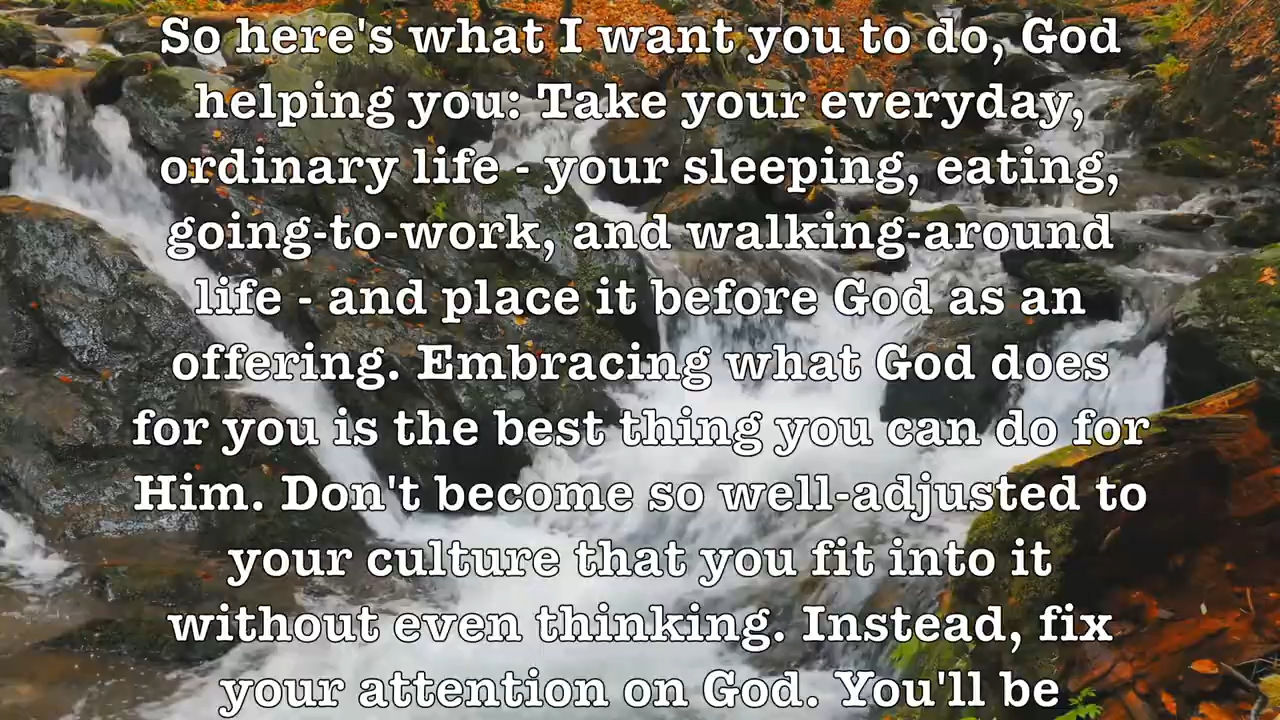 So here's what I want you to do, God
helping you: Take your everyday,
ordinary life - your sleeping, eating,
going-to-work, and walking-around
life - and place it before God as an
offering. Embracing what God does
for you is the best thing you can do for
Him. Don't become so well-adjusted to
your culture that you fit into it
without even thinking. Instead, fix
your attention on God. You'll be